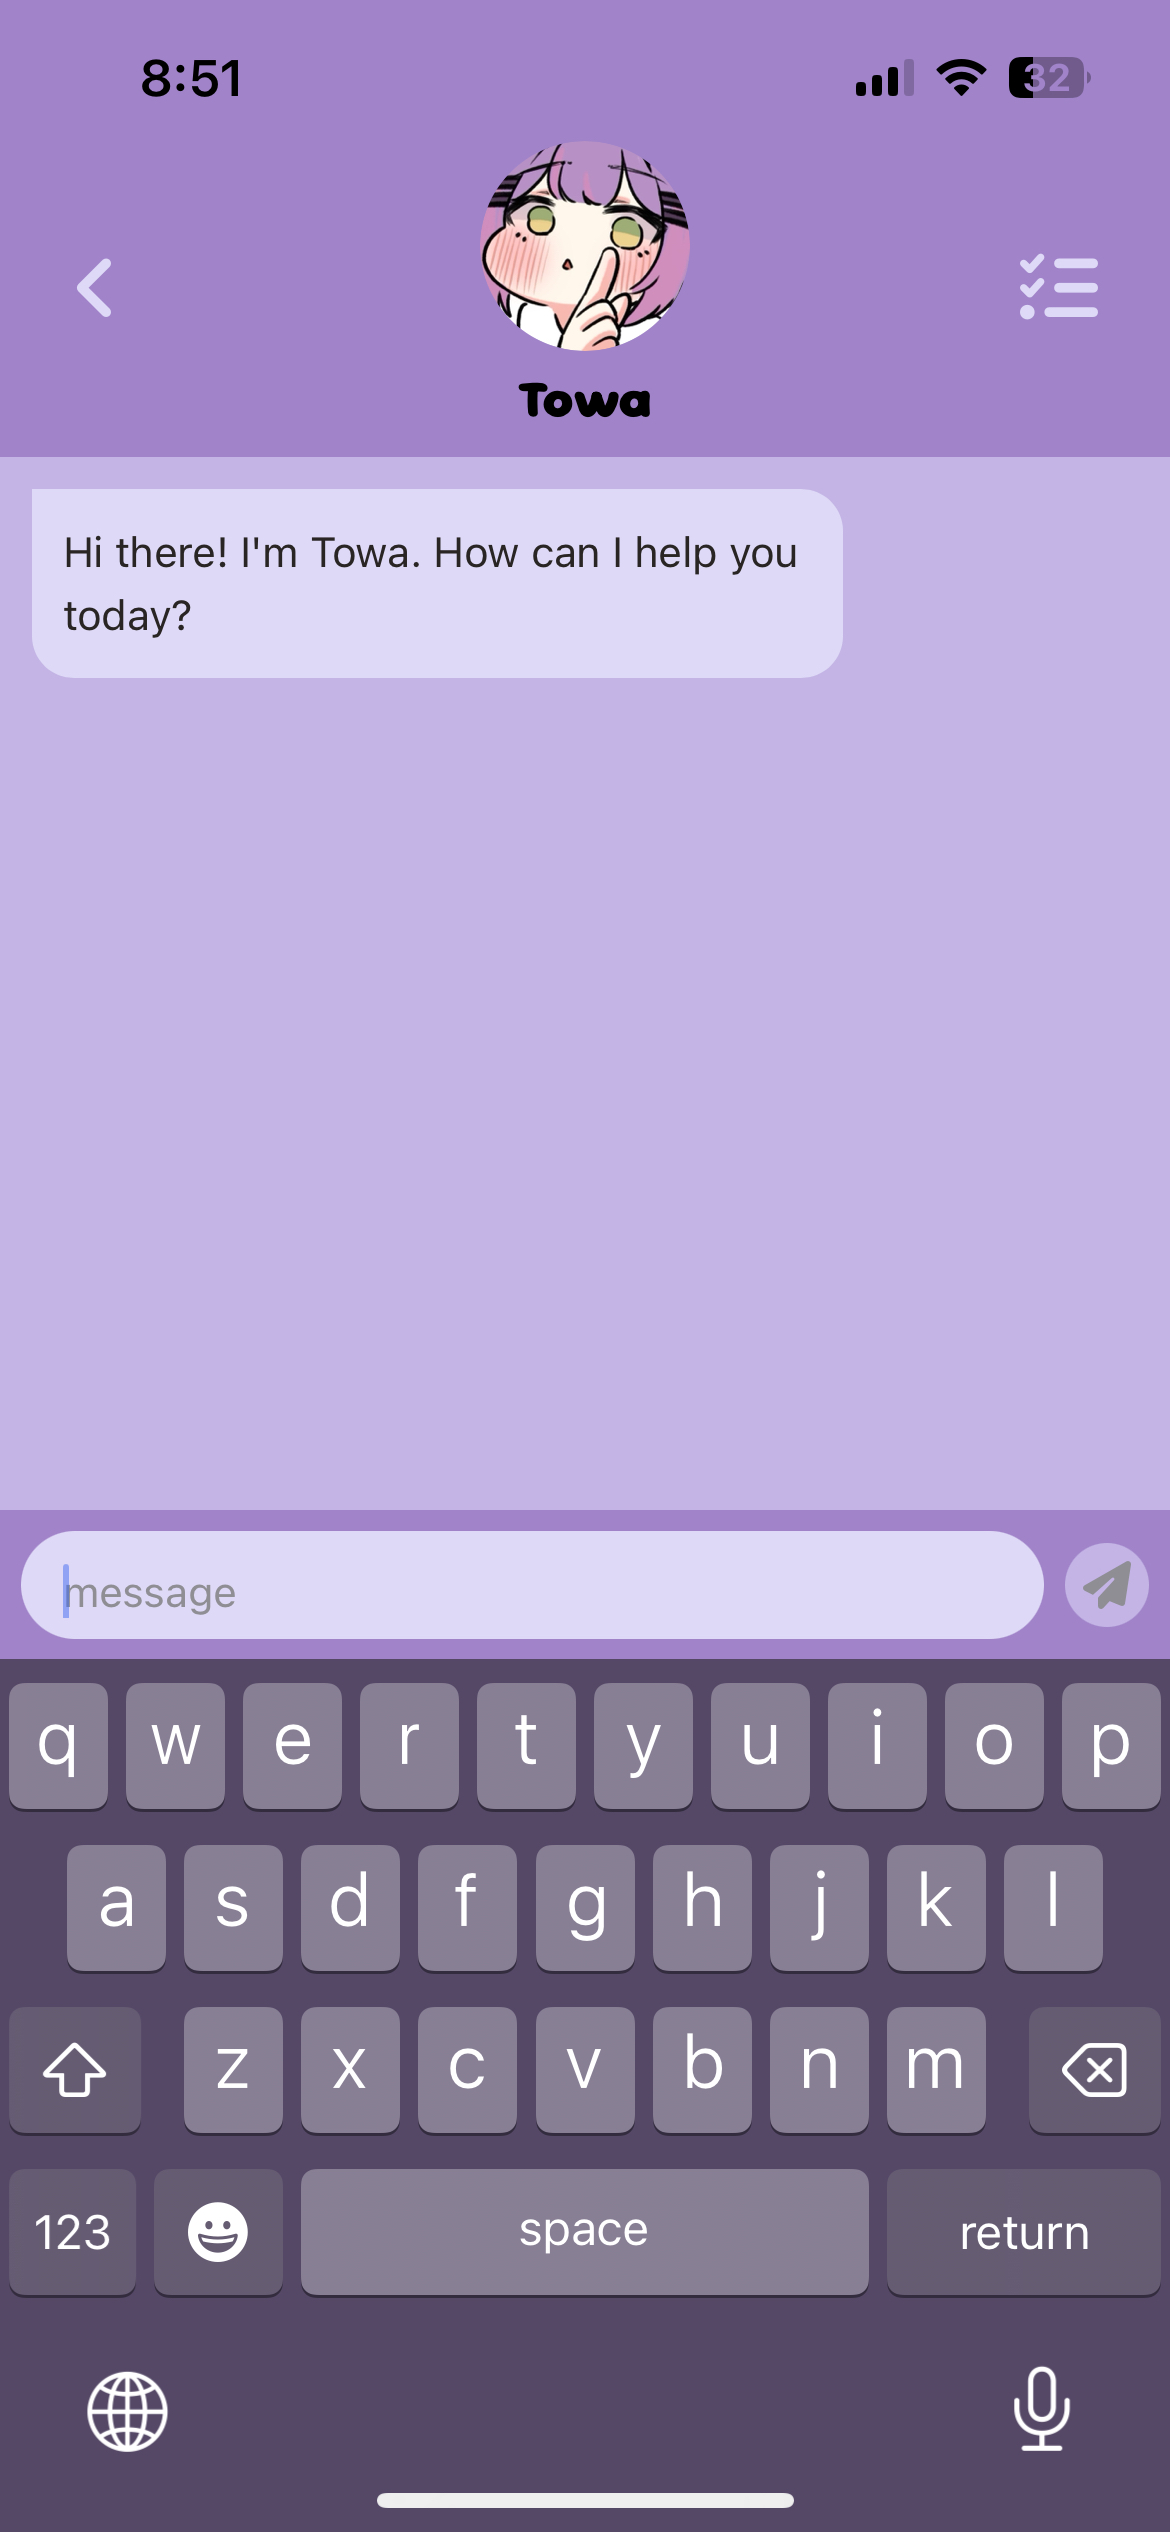 8:51
32
Towa
Hi there! I'm Towa. How can I help you
today?
message
q w e r t y u i o p
a s d f g h j k l
z x c v b n m
123 space return